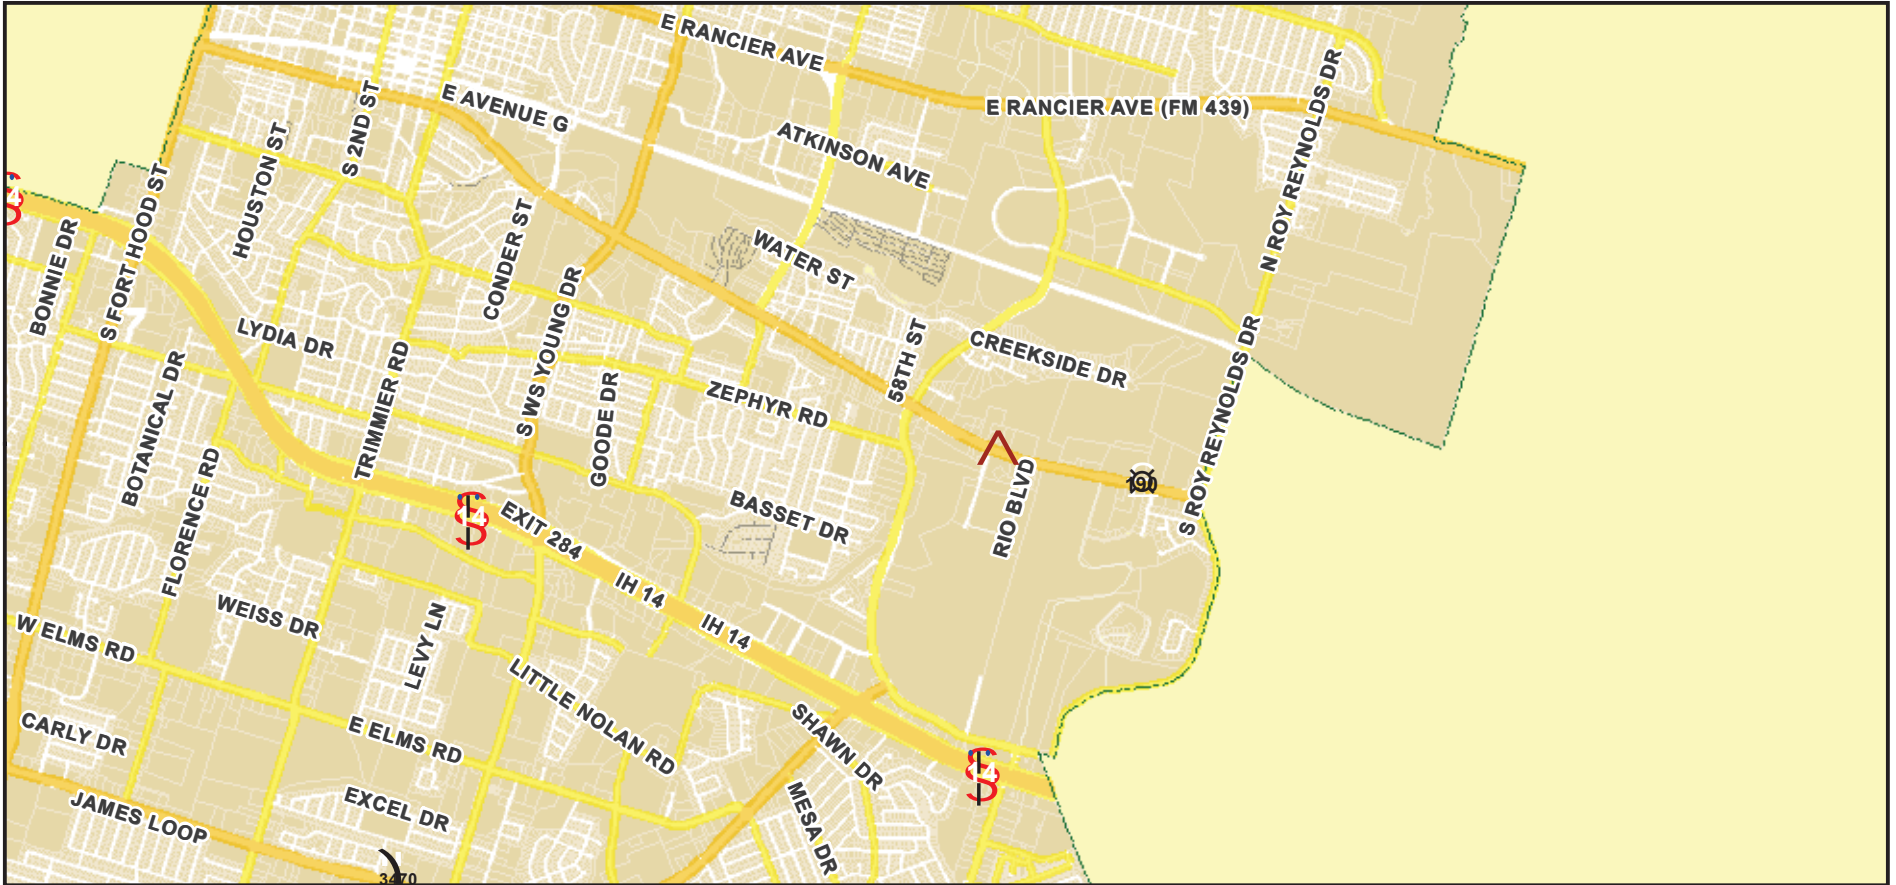 E RANCIER AVE
E RANCIER AVE (FM 439)
N ROY REYNOLDS DR
E AVENUE G
S 2ND ST
ATKINSON AVE
HOUSTON ST
S FORT HOOD ST
BONNIE DR
CONDER ST
WATER ST
S WS YOUNG DR
LYDIA DR
58TH ST
CREEKSIDE DR
S ROY REYNOLDS DR
TRIMMIER RD
BOTANICAL DR
GOODE DR
ZEPHYR RD
FLORENCE RD
190
RIO BLVD
BASSET DR
14
EXIT 284
IH 14
IH 14
WEISS DR
LEVY LN
W ELMS RD
LITTLE NOLAN RD
CARLY DR
E ELMS RD
SHAWN DR
14
MESA DR
JAMES LOOP
EXCEL DR
3470